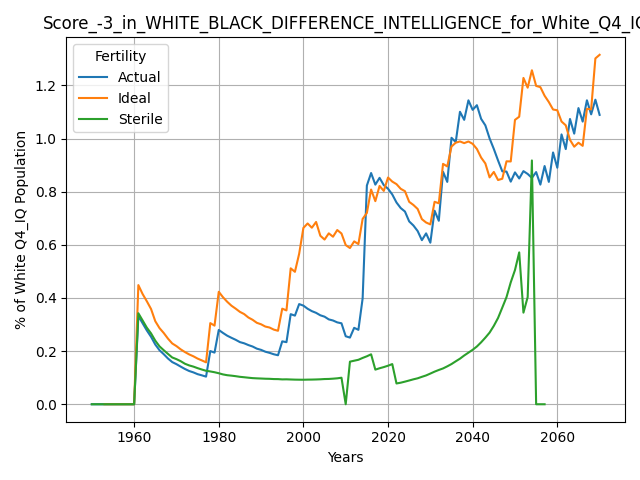 Score_-3_in_WHITE_BLACK_DIFFERENCE_INTELLIGENCE_for_White_Q4_IQ
Fertility
Actual
Ideal
Sterile
% of White Q4_IQ Population
1.2
1.0
0.8
0.6
0.4
0.2
0.0
1960 1980 2000 2020 2040 2060
Years